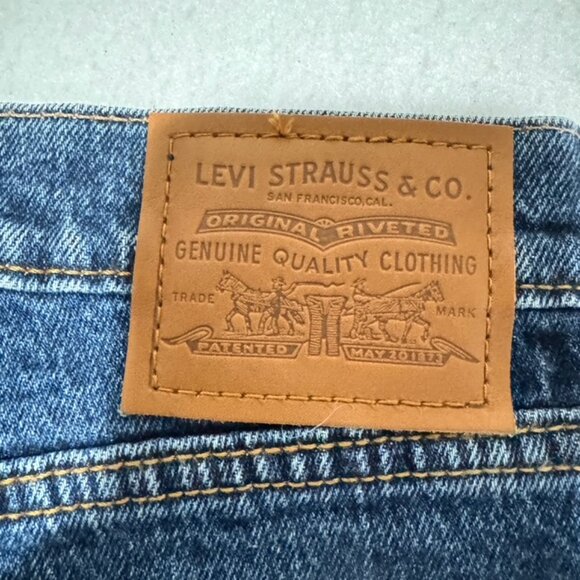 LEVI STRAUSS & CO.
SAN FRANCISCO, CAL.
ORIGINAL RIVETED
GENUINE QUALITY CLOTHING
TRADE MARK
PATENTED MAY 20 1873